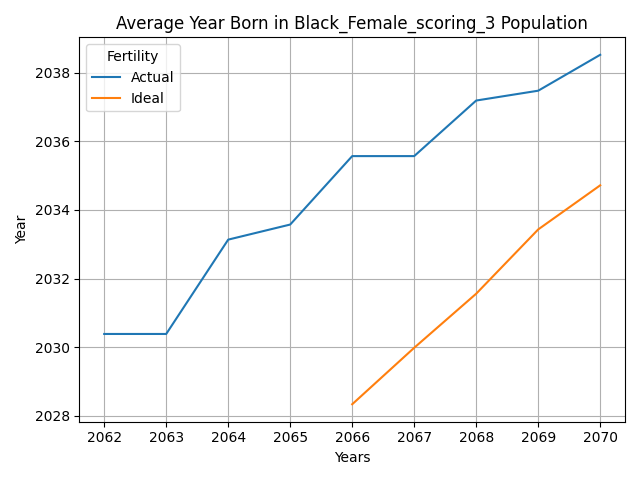 Average Year Born in Black_Female_scoring_3 Population
Fertility
Actual
Ideal
2038
2036
2034
2032
2030
2028
Year
2062 2063 2064 2065 2066 2067 2068 2069 2070
Years